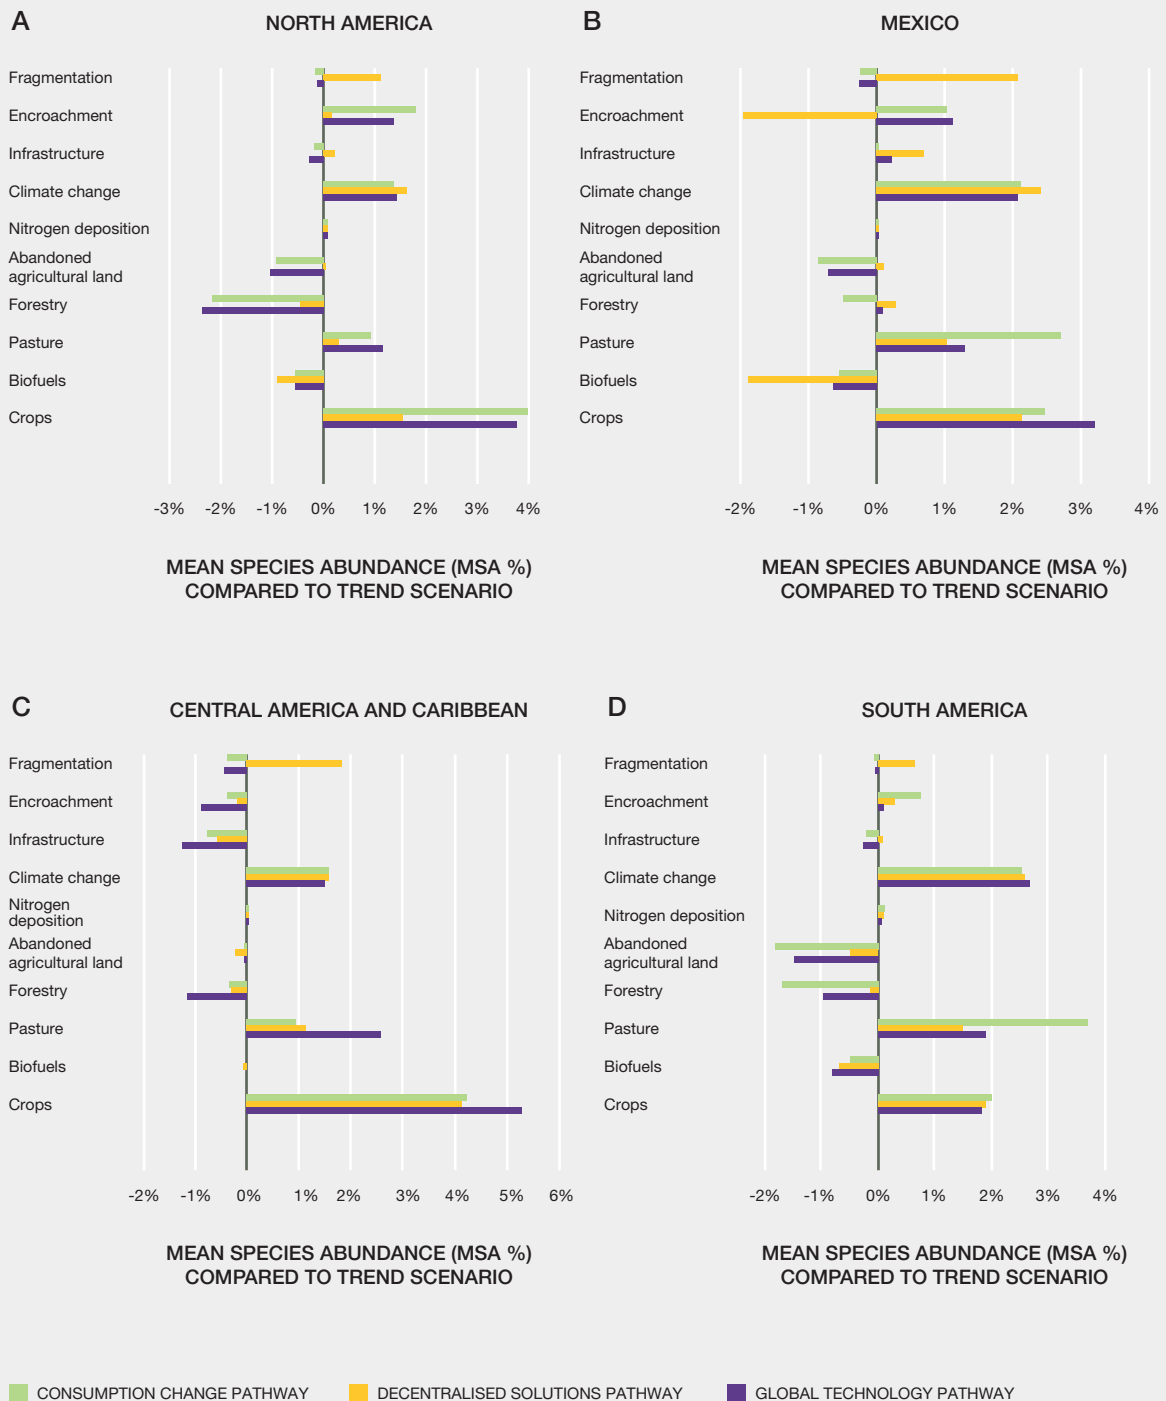 A
NORTH AMERICA
Fragmentation
Encroachment
Infrastructure
Climate change
Nitrogen deposition
Abandoned
agricultural land
Forestry
Pasture
Biofuels
Crops
-3% -2% -1% 0% 1% 2% 3% 4%
MEAN SPECIES ABUNDANCE (MSA %)
COMPARED TO TREND SCENARIO
B
MEXICO
Fragmentation
Encroachment
Infrastructure
Climate change
Nitrogen deposition
Abandoned
agricultural land
Forestry
Pasture
Biofuels
Crops
-2% -1% 0% 1% 2% 3% 4%
MEAN SPECIES ABUNDANCE (MSA %)
COMPARED TO TREND SCENARIO
C
CENTRAL AMERICA AND CARIBBEAN
Fragmentation
Encroachment
Infrastructure
Climate change
Nitrogen
deposition
Abandoned
agricultural land
Forestry
Pasture
Biofuels
Crops
-2% -1% 0% 1% 2% 3% 4% 5% 6%
MEAN SPECIES ABUNDANCE (MSA %)
COMPARED TO TREND SCENARIO
D
SOUTH AMERICA
Fragmentation
Encroachment
Infrastructure
Climate change
Nitrogen deposition
Abandoned
agricultural land
Forestry
Pasture
Biofuels
Crops
-2% -1% 0% 1% 2% 3% 4%
MEAN SPECIES ABUNDANCE (MSA %)
COMPARED TO TREND SCENARIO
CONSUMPTION CHANGE PATHWAY DECENTRALISED SOLUTIONS PATHWAY GLOBAL TECHNOLOGY PATHWAY